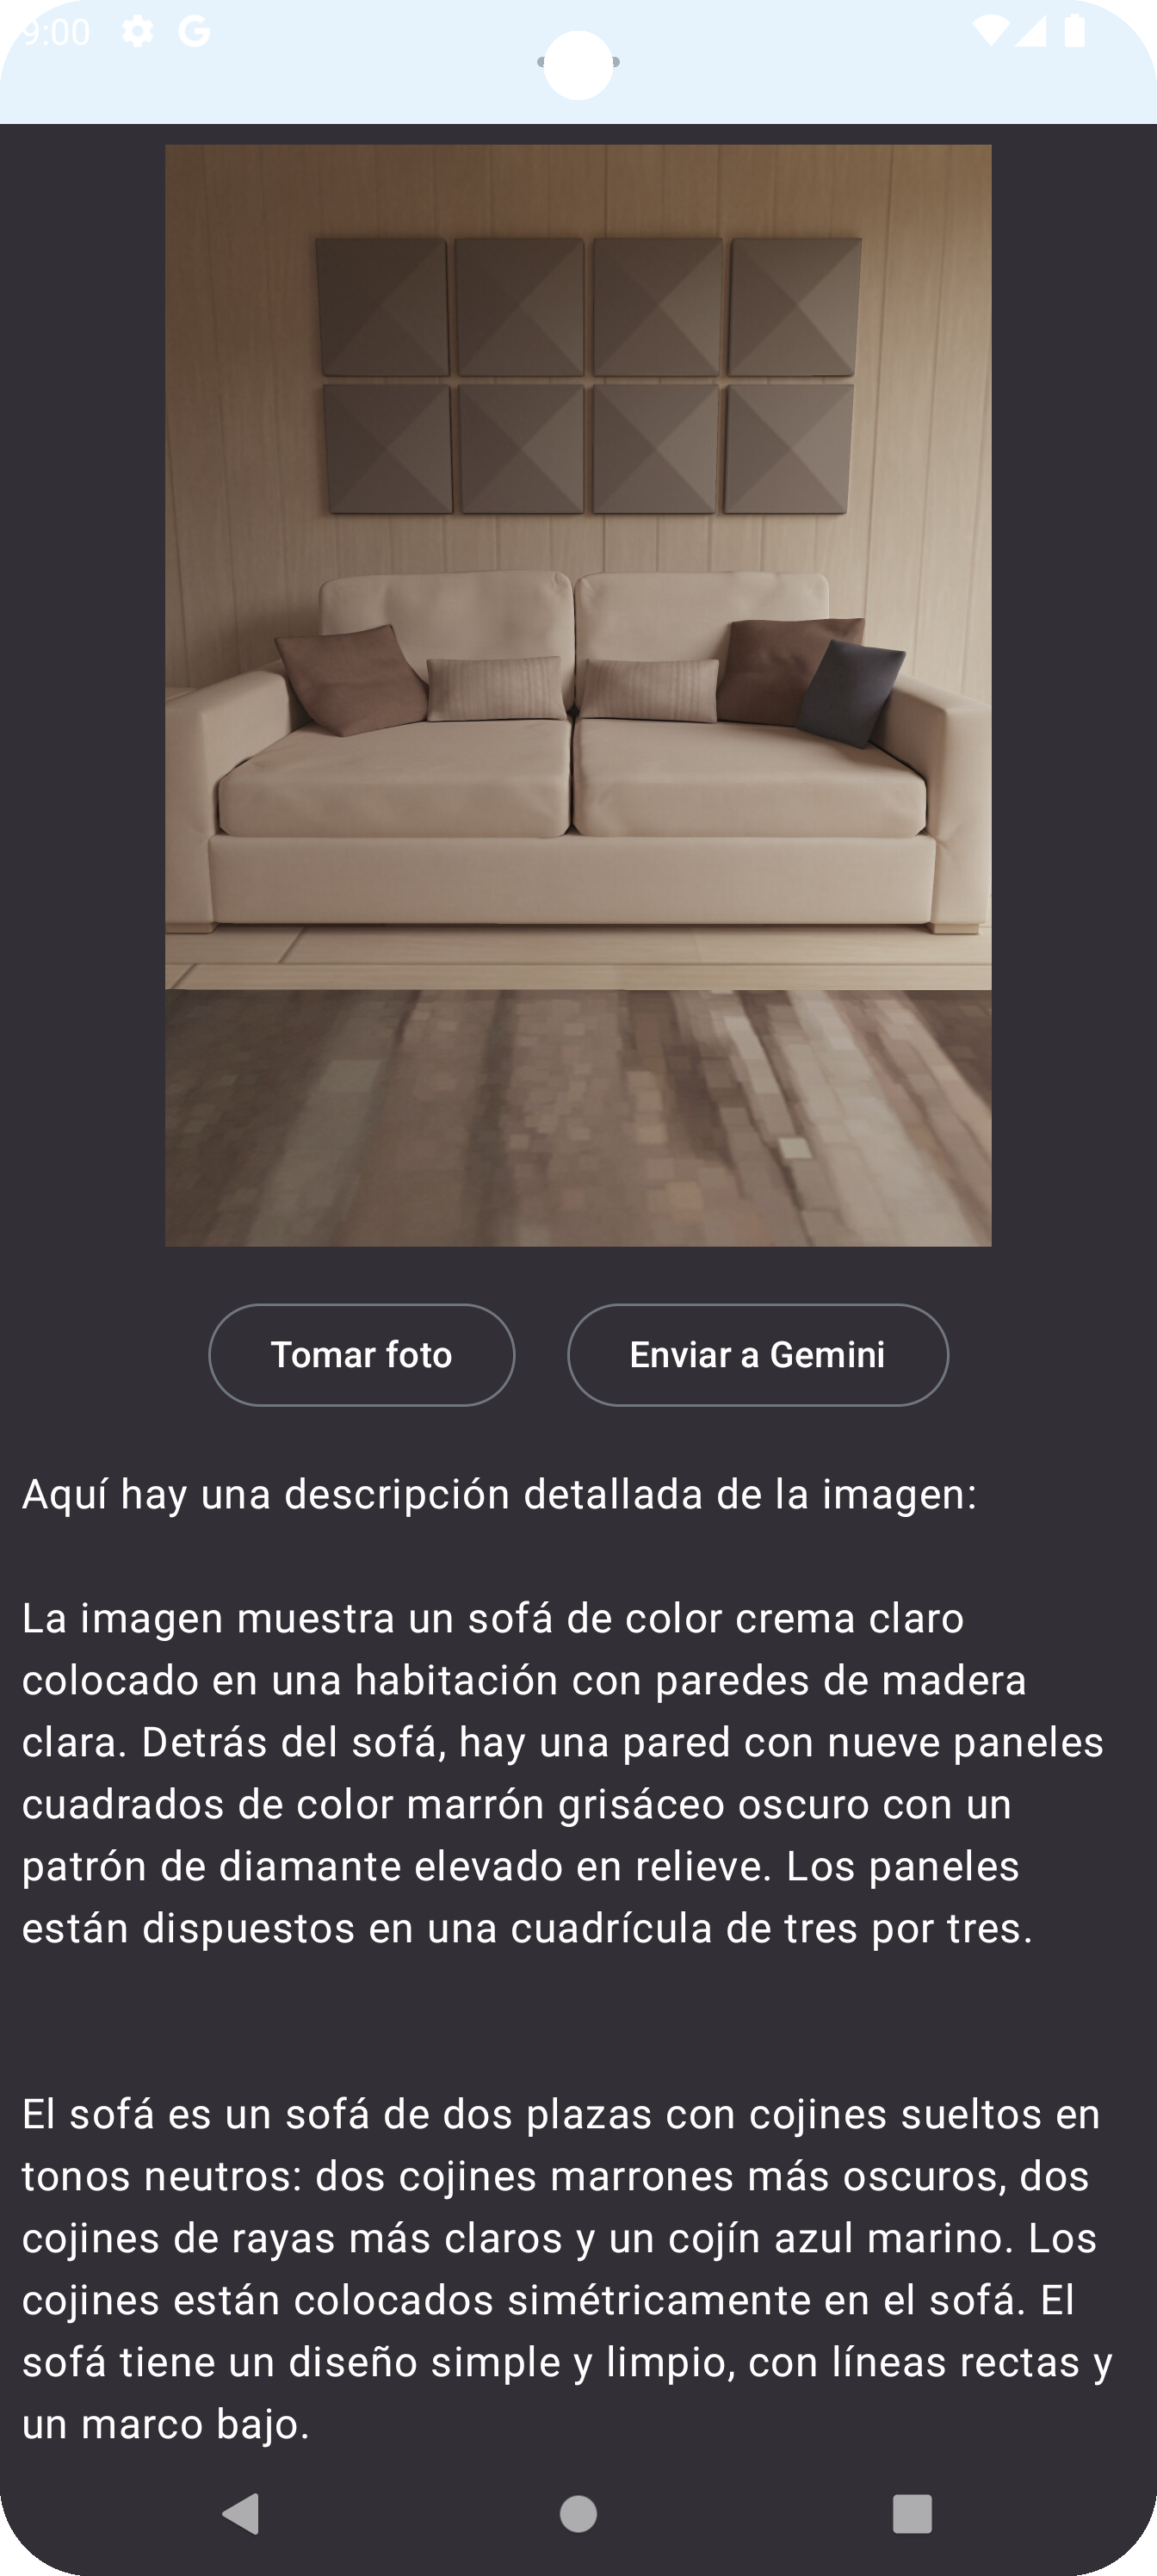 9:00
Tomar foto
Enviar a Gemini
Aquí hay una descripción detallada de la imagen:
La imagen muestra un sofá de color crema claro
colocado en una habitación con paredes de madera
clara. Detrás del sofá, hay una pared con nueve paneles
cuadrados de color marrón grisáceo oscuro con un
patrón de diamante elevado en relieve. Los paneles
están dispuestos en una cuadrícula de tres por tres.
El sofá es un sofá de dos plazas con cojines sueltos en
tonos neutros: dos cojines marrones más oscuros, dos
cojines de rayas más claros y un cojín azul marino. Los
cojines están colocados simétricamente en el sofá. El
sofá tiene un diseño simple y limpio, con líneas rectas y
un marco bajo.